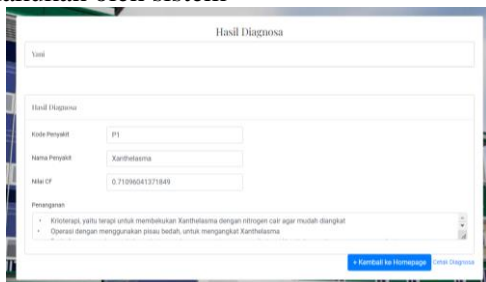 Hasil Diagnosa
Yani
Hasil Diagnosa
Kode Penyakit
P1
Nama Penyakit
Xanthelasma
Nilai CF
0.71096041371849
Penanganan
• Krioterapi, yaitu terapi untuk membekukan Xanthelasma dengan nitrogen cair agar mudah diangkat
• Operasi dengan menggunakan pisau bedah, untuk mengangkat Xanthelasma
+ Kembali ke Homepage Cetak Diagnosa